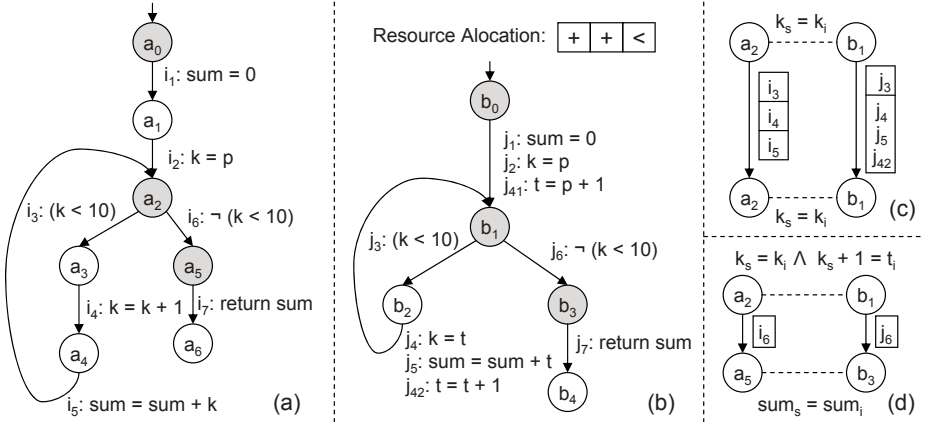 a0
i1: sum = 0
a1
i2: k = p
a2
i3: (k < 10)
i6: ¬ (k < 10)
a3
a5
i4: k = k + 1
i7: return sum
a4
a6
i5: sum = sum + k
(a)
Resource Alocation: + + <
b0
j1: sum = 0
j2: k = p
j41: t = p + 1
b1
j3: (k < 10)
j6: ¬ (k < 10)
b2
b3
j4: k = t
j5: sum = sum + t
j42: t = t + 1
j7: return sum
b4
(b)
ks = ki
a2 b1
i3
i4
i5
j3
j4
j5
j42
a2 b1
ks = ki
(c)
ks = ki Λ ks + 1 = ti
a2 b1
i6 j6
a5 b3
sums = sumi
(d)